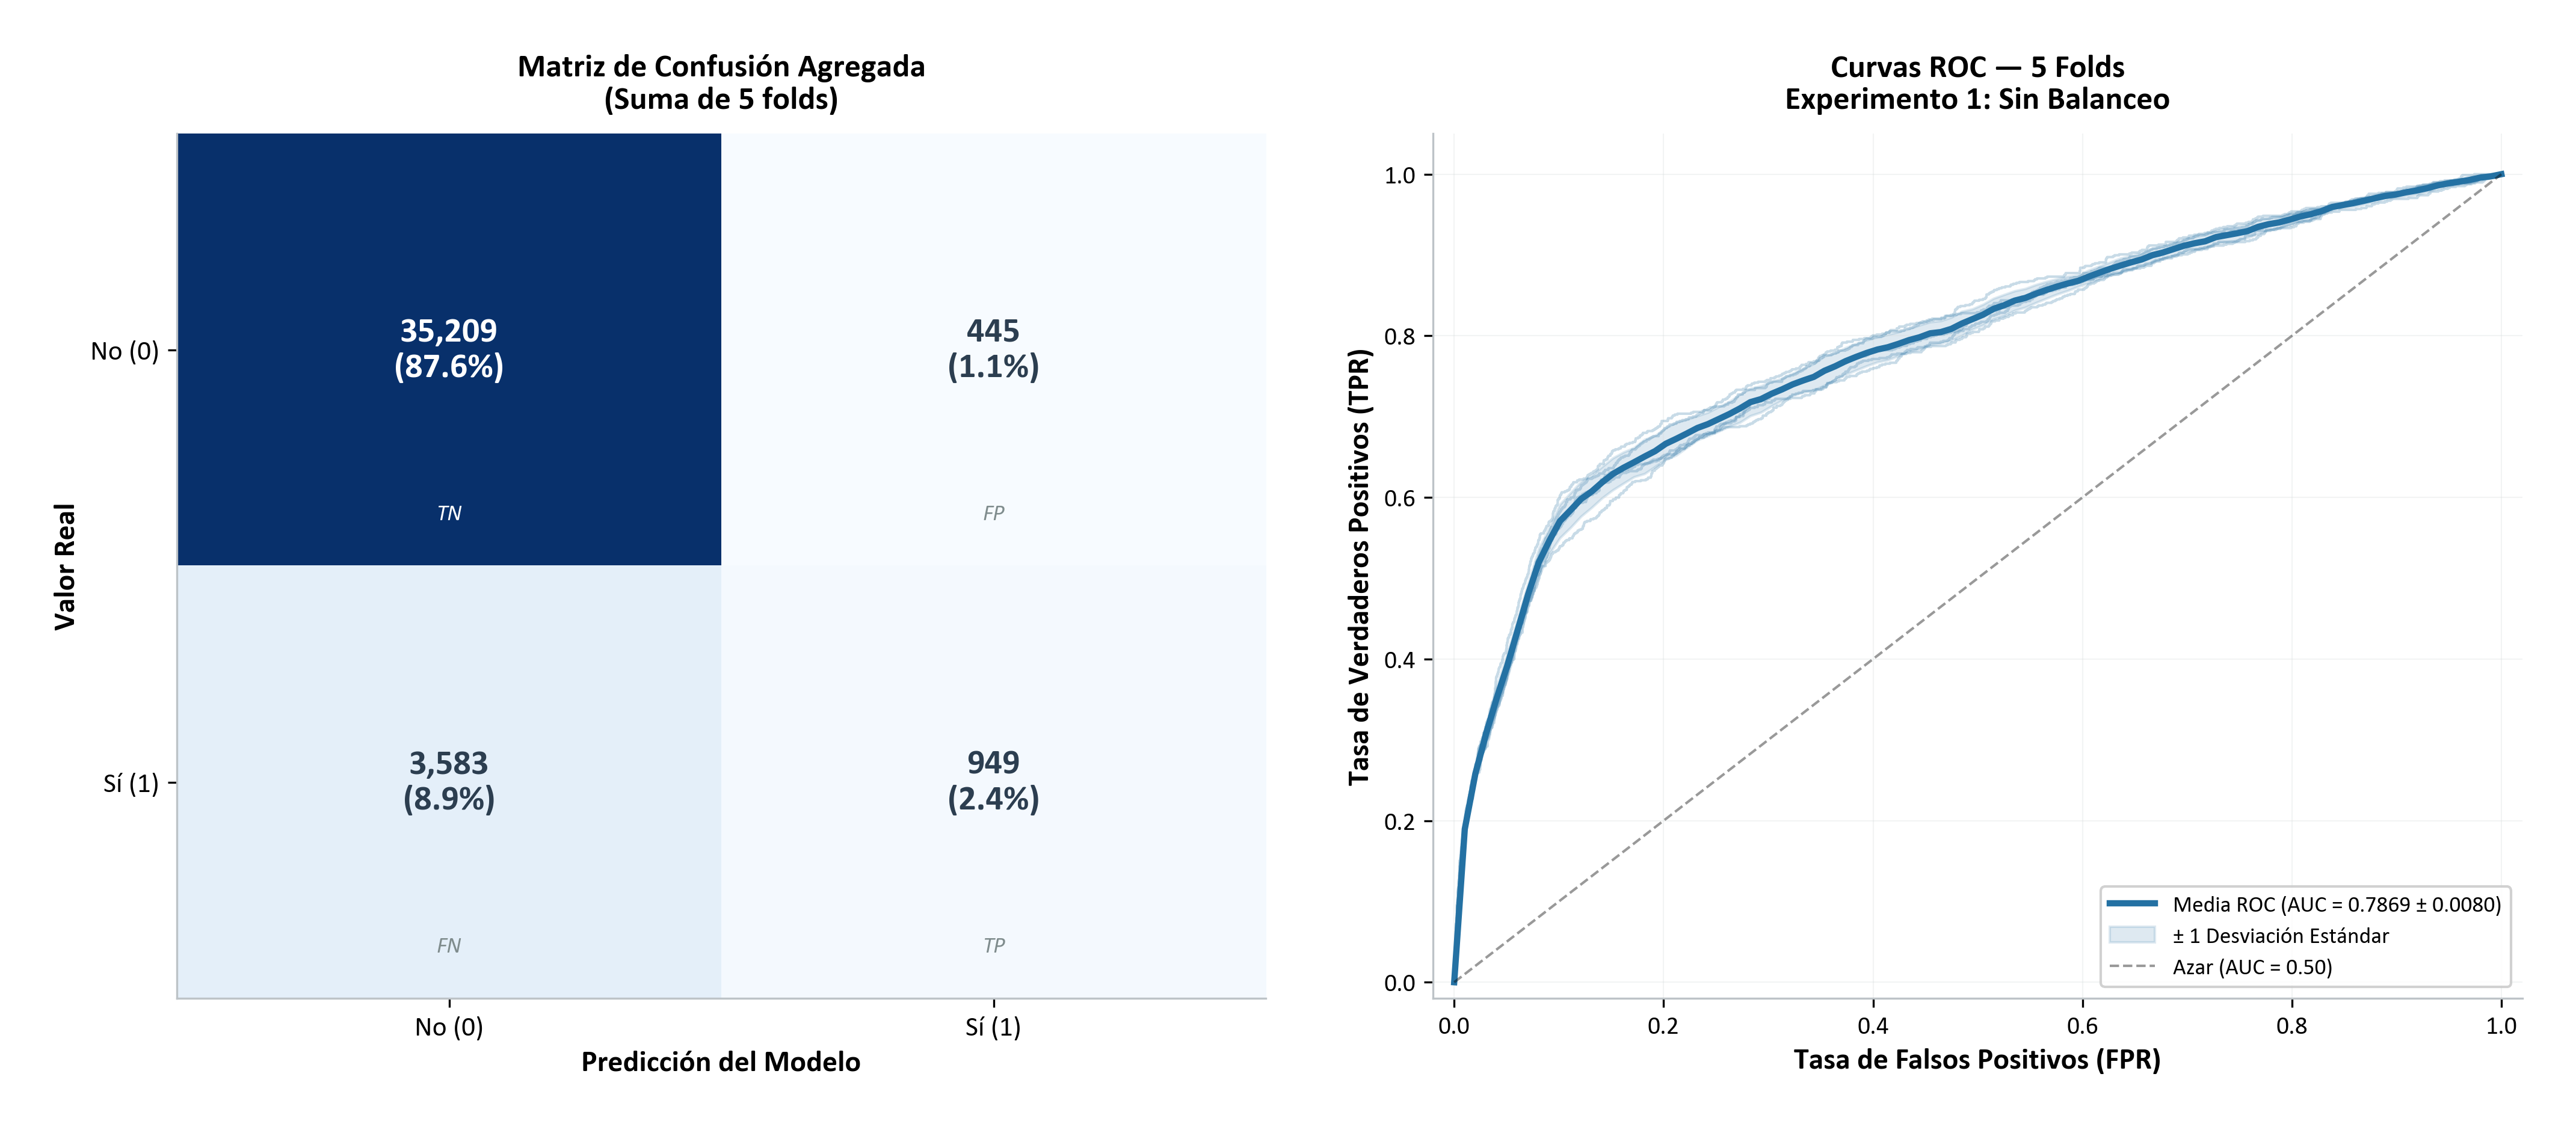 Matriz de Confusión Agregada
(Suma de 5 folds)
Valor Real
No (0)
Sí (1)
35,209
(87.6%)
TN
445
(1.1%)
FP
3,583
(8.9%)
FN
949
(2.4%)
TP
No (0)
Sí (1)
Predicción del Modelo
Curvas ROC — 5 Folds
Experimento 1: Sin Balanceo
Tasa de Verdaderos Positivos (TPR)
1.0
0.8
0.6
0.4
0.2
0.0
Media ROC (AUC = 0.7869 ± 0.0080)
± 1 Desviación Estándar
Azar (AUC = 0.50)
0.0
0.2
0.4
0.6
0.8
1.0
Tasa de Falsos Positivos (FPR)